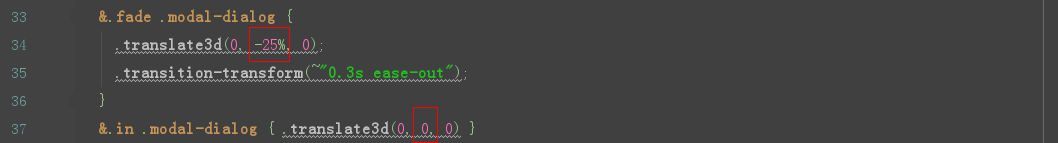 33 &.fade .modal-dialog {
34 .translate3d(0, -25%, 0);
35 .transition-transform(~"0.3s ease-out");
36 }
37 &.in .modal-dialog { .translate3d(0, 0, 0) }